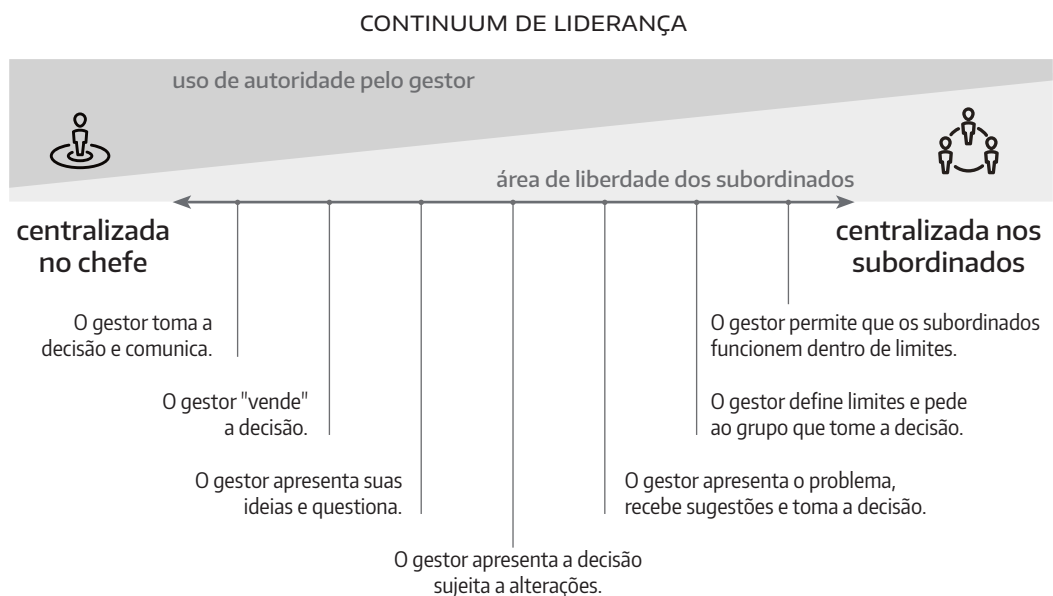 CONTINUUM DE LIDERANÇA
uso de autoridade pelo gestor
área de liberdade dos subordinados
centralizada
no chefe
centralizada nos
subordinados
O gestor toma a
decisão e comunica.
O gestor "vende"
a decisão.
O gestor apresenta suas
ideias e questiona.
O gestor apresenta a decisão
sujeita a alterações.
O gestor apresenta o problema,
recebe sugestões e toma a decisão.
O gestor define limites e pede
ao grupo que tome a decisão.
O gestor permite que os subordinados
funcionem dentro de limites.